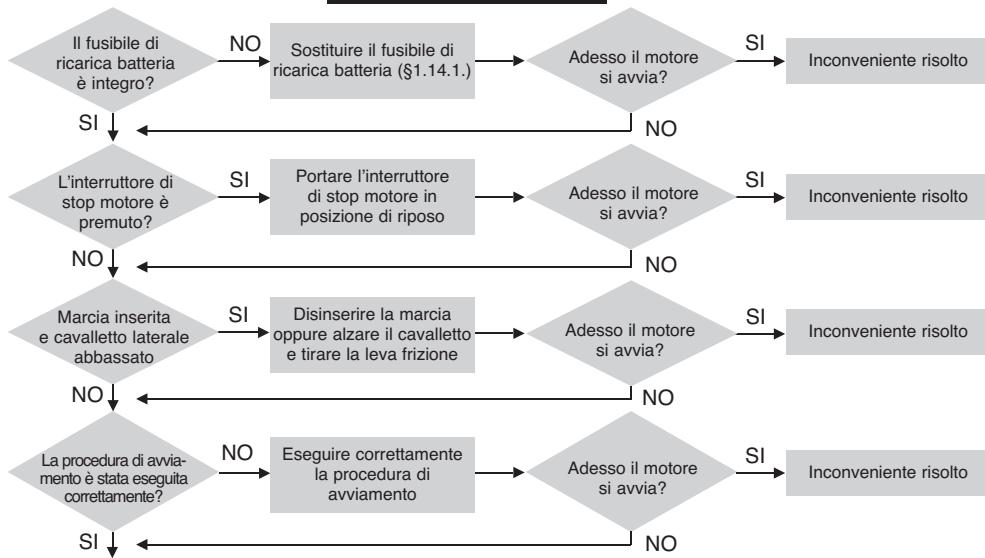 Il fusibile di
ricarica batteria
è integro?
NO
Sostituire il fusibile di
ricarica batteria (§1.14.1.)
Adesso il motore
si avvia?
SI
Inconveniente risolto
SI
NO
L'interruttore di
stop motore è
premuto?
SI
Portare l'interruttore
di stop motore in
posizione di riposo
Adesso il motore
si avvia?
SI
Inconveniente risolto
NO
NO
Marcia inserita
e cavalletto laterale
abbassato
SI
Disinserire la marcia
oppure alzare il cavalletto
e tirare la leva frizione
Adesso il motore
si avvia?
SI
Inconveniente risolto
NO
NO
La procedura di avvia-
mento è stata eseguita
correttamente?
NO
Eseguire correttamente
la procedura di
avviamento
Adesso il motore
si avvia?
SI
Inconveniente risolto
SI
NO